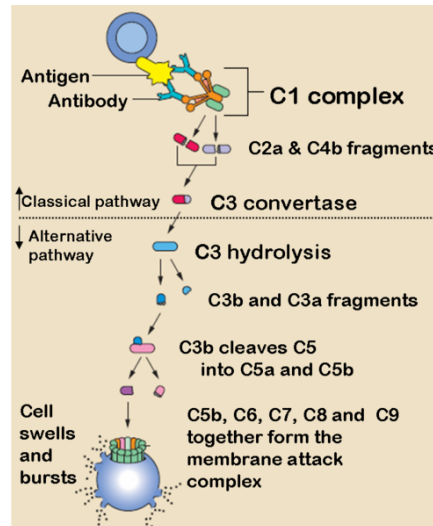 Antigen
Antibody
C1 complex
C2a & C4b fragments
Classical pathway
C3 convertase
Alternative
pathway
C3 hydrolysis
C3b and C3a fragments
C3b cleaves C5
into C5a and C5b
Cell
swells
and
bursts
C5b, C6, C7, C8 and C9
together form the
membrane attack
complex